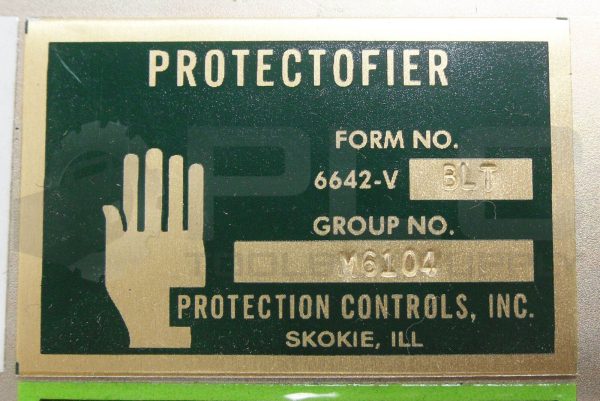 PROTECTOFIER
FORM NO.
6642-V BLT
GROUP NO.
M6104
PROTECTION CONTROLS, INC.
SKOKIE, ILL